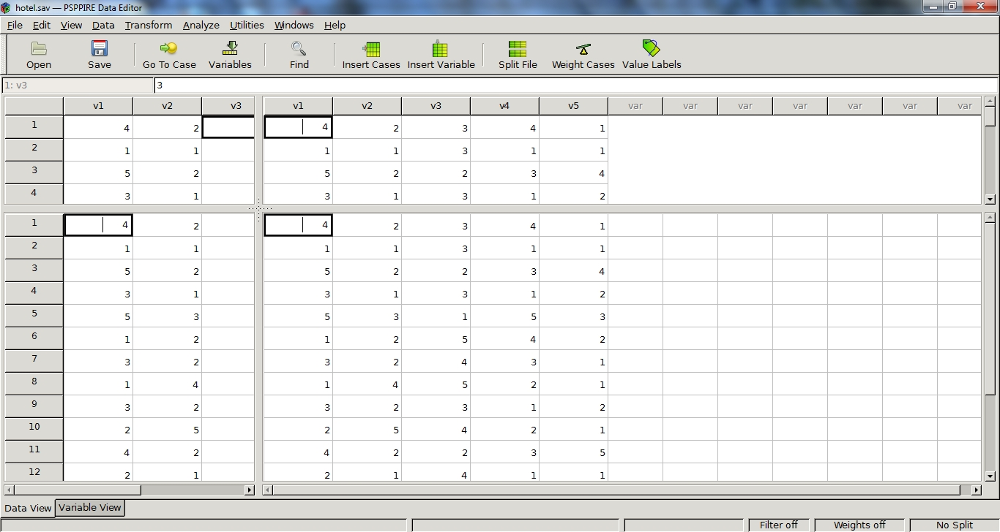 hotel.sav — PSPPIRE Data Editor
File Edit View Data Transform Analyze Utilities Windows Help
Open Save Go To Case Variables Find Insert Cases Insert Variable Split File Weight Cases Value Labels
1: v3 3
v1 v2 v3 v1 v2 v3 v4 v5 var var var var var var var
1 4 2 4 2 3 4 1
2 1 1 1 1 3 1 1
3 5 2 5 2 2 3 4
4 3 1 3 1 3 1 2
1 4 2 4 2 3 4 1
2 1 1 1 1 3 1 1
3 5 2 5 2 2 3 4
4 3 1 3 1 3 1 2
5 5 3 5 3 1 5 3
6 1 2 1 2 5 4 2
7 3 2 3 2 4 3 1
8 1 4 1 4 5 2 1
9 3 2 3 2 3 1 2
10 2 5 2 5 4 2 1
11 4 2 4 2 2 3 5
12 2 1 2 1 4 1 1
Data View Variable View
Filter off Weights off No Split